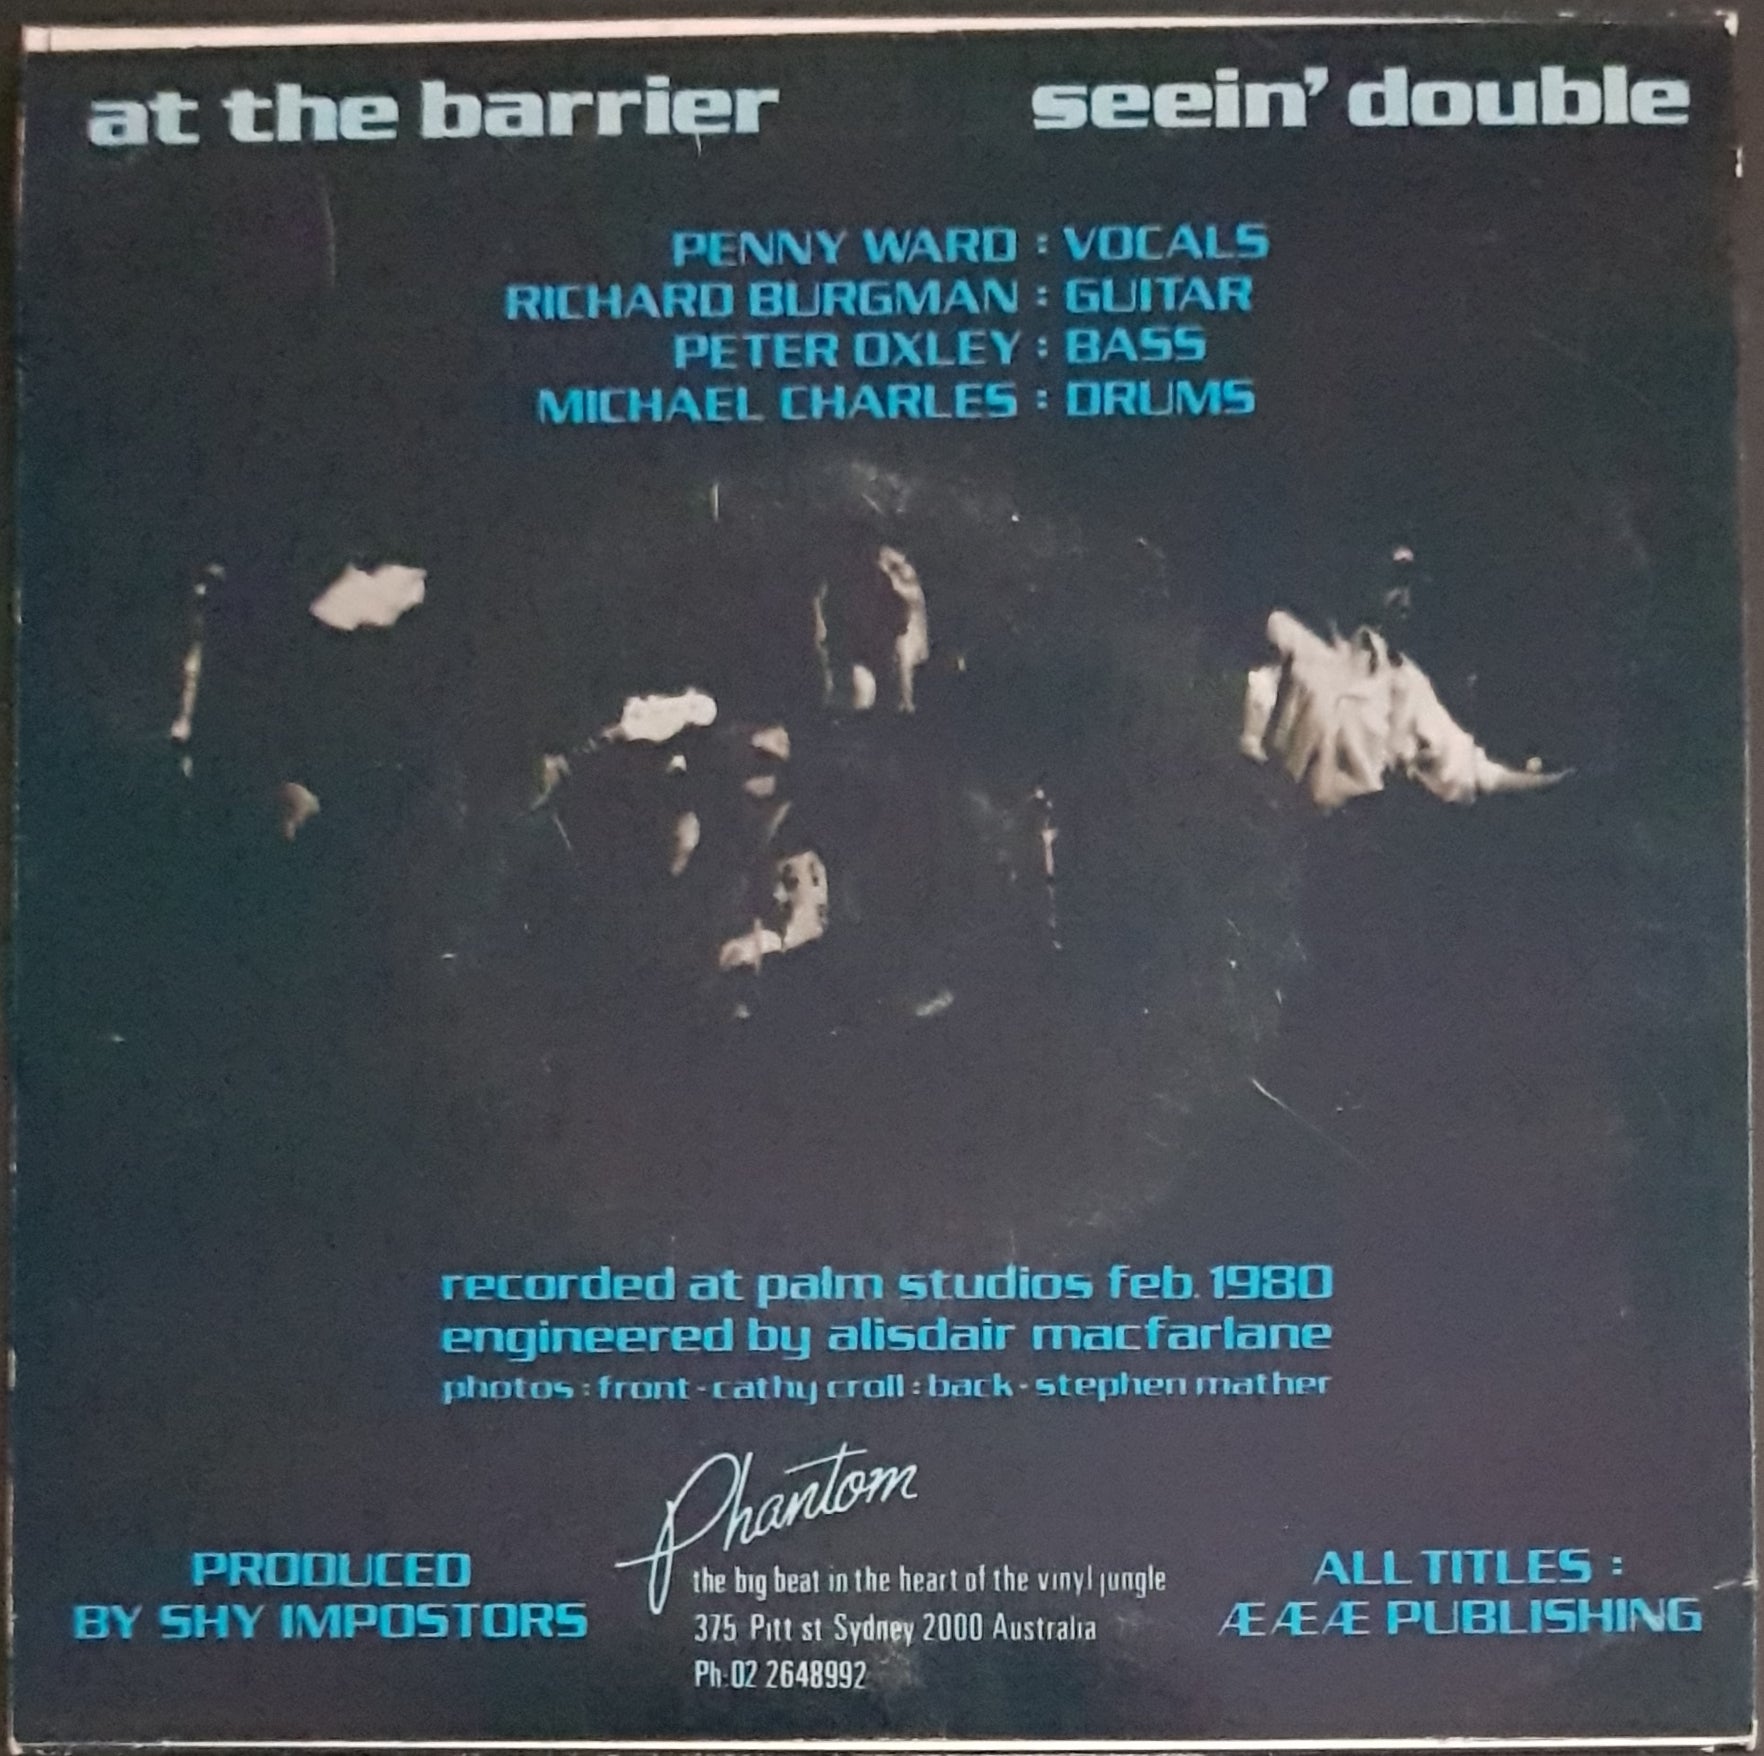 at the barrier seein' double
PENNY WARD : VOCALS
RICHARD BURGMAN : GUITAR
PETER OXLEY : BASS
MICHAEL CHARLES : DRUMS
recorded at palm studios feb. 1980
engineered by alisdair macfarlane
photos : front - cathy croll : back - stephen mather
Phantom
the big beat in the heart of the vinyl jungle
375 Pitt st Sydney 2000 Australia
Ph: 02 2648992
PRODUCED
BY SHY IMPOSTORS
ALL TITLES :
ÆÆÆ PUBLISHING